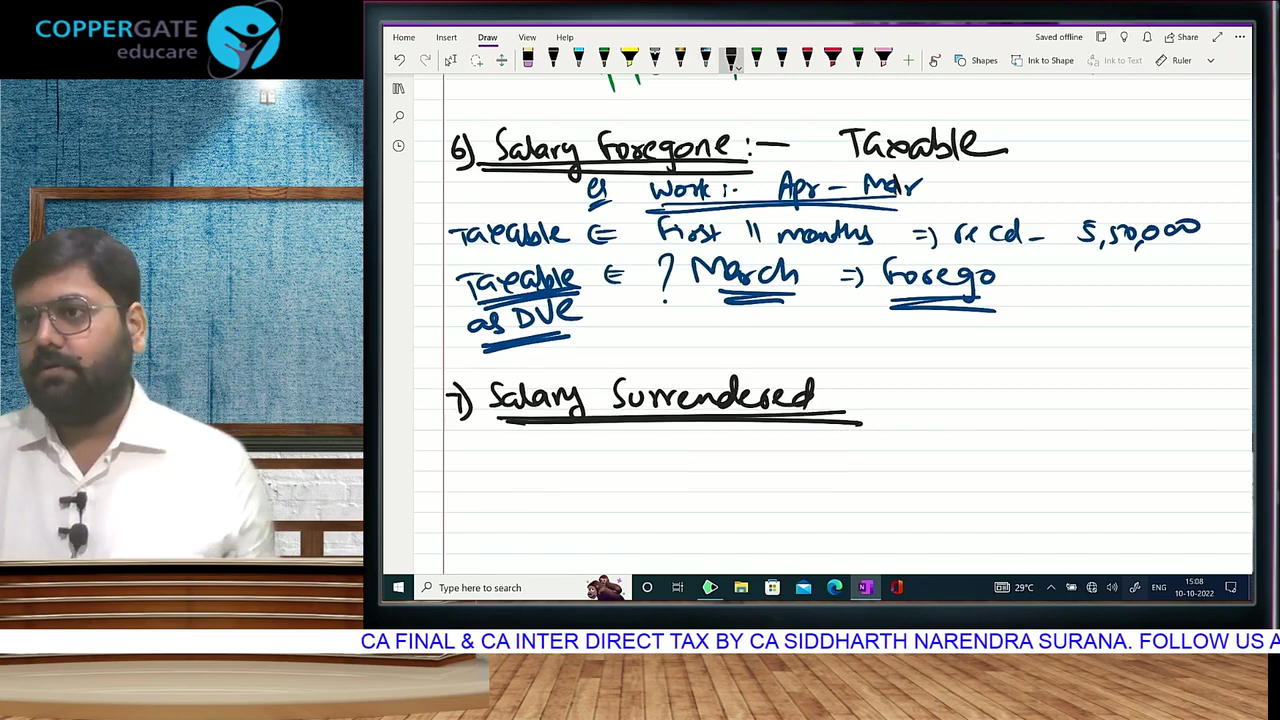 COPPERGATE
educare
Home Insert Draw View Help
Saved offline
Share
Shapes
Ink to Shape
Ink to Text
Ruler
6) Salary Foregone :- Taxable
eg Work :- Apr - Mar
Taxable ⇐ First 11 months ⇒ recd - 5,50,000
Taxable ⇐ ? March ⇒ Forego
as DUE
7) Salary Surrendered
Type here to search
29°C
ENG
15:08
10-10-2022
CA FINAL & CA INTER DIRECT TAX BY CA SIDDHARTH NARENDRA SURANA. FOLLOW US A